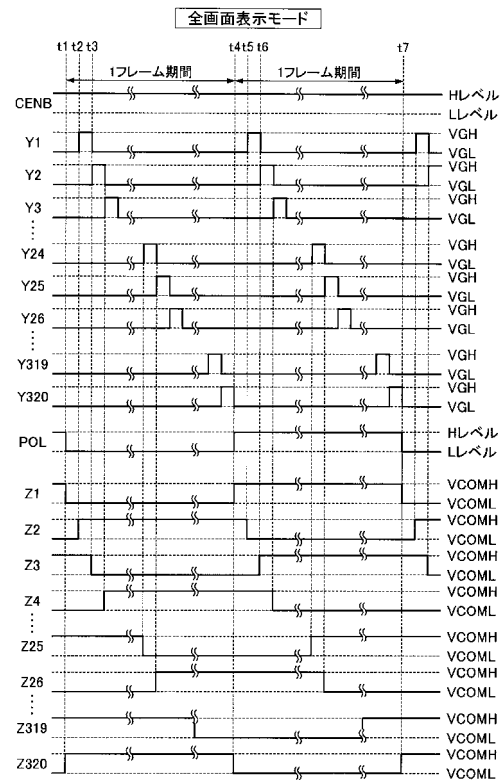 全画面表示モード
t1 t2 t3 t4 t5 t6 t7
1フレーム期間 1フレーム期間
CENB Hレベル
Lレベル
Y1 VGH
VGL
Y2 VGH
VGL
Y3 VGH
VGL
⋮
Y24 VGH
VGL
Y25 VGH
VGL
Y26 VGH
VGL
⋮
Y319 VGH
VGL
Y320 VGH
VGL
POL Hレベル
Lレベル
Z1 VCOMH
VCOML
Z2 VCOMH
VCOML
Z3 VCOMH
VCOML
Z4 VCOMH
VCOML
⋮
Z25 VCOMH
VCOML
Z26 VCOMH
VCOML
⋮
Z319 VCOMH
VCOML
Z320 VCOMH
VCOML